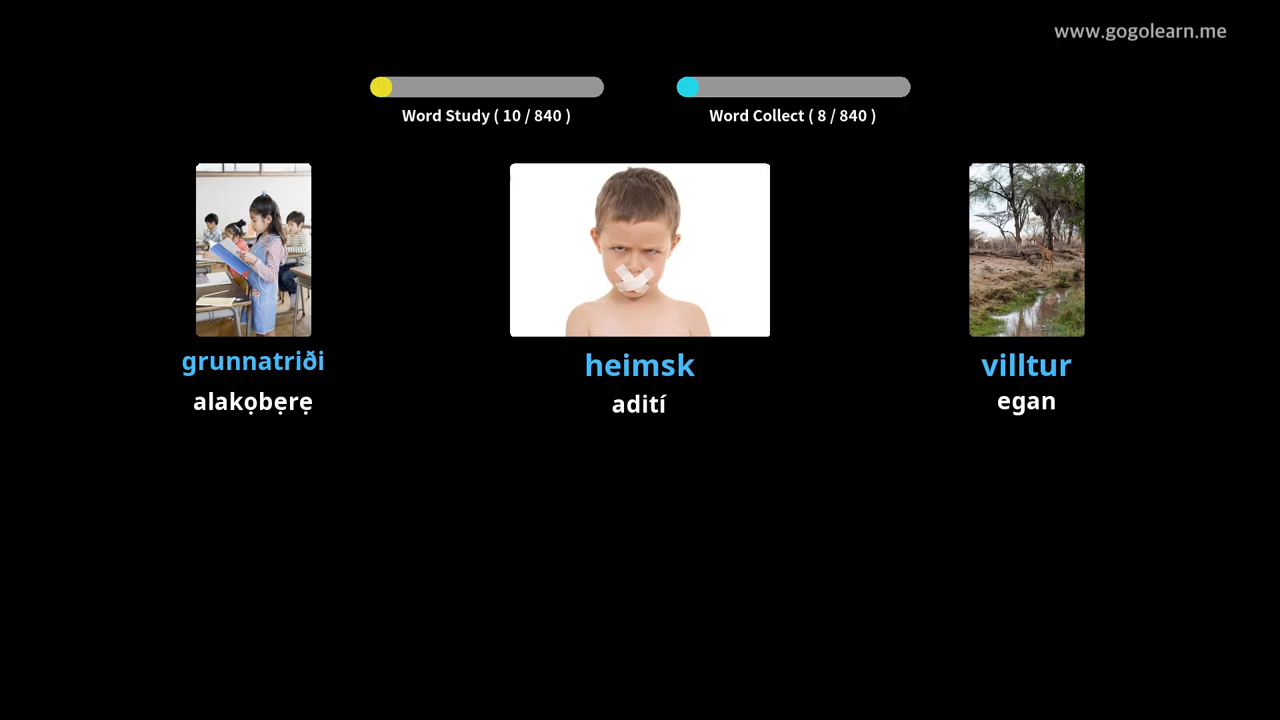 www.gogolearn.me
Word Study ( 10 / 840 )
Word Collect ( 8 / 840 )
grunnatriði
alakọbẹrẹ
heimsk
adití
villtur
egan